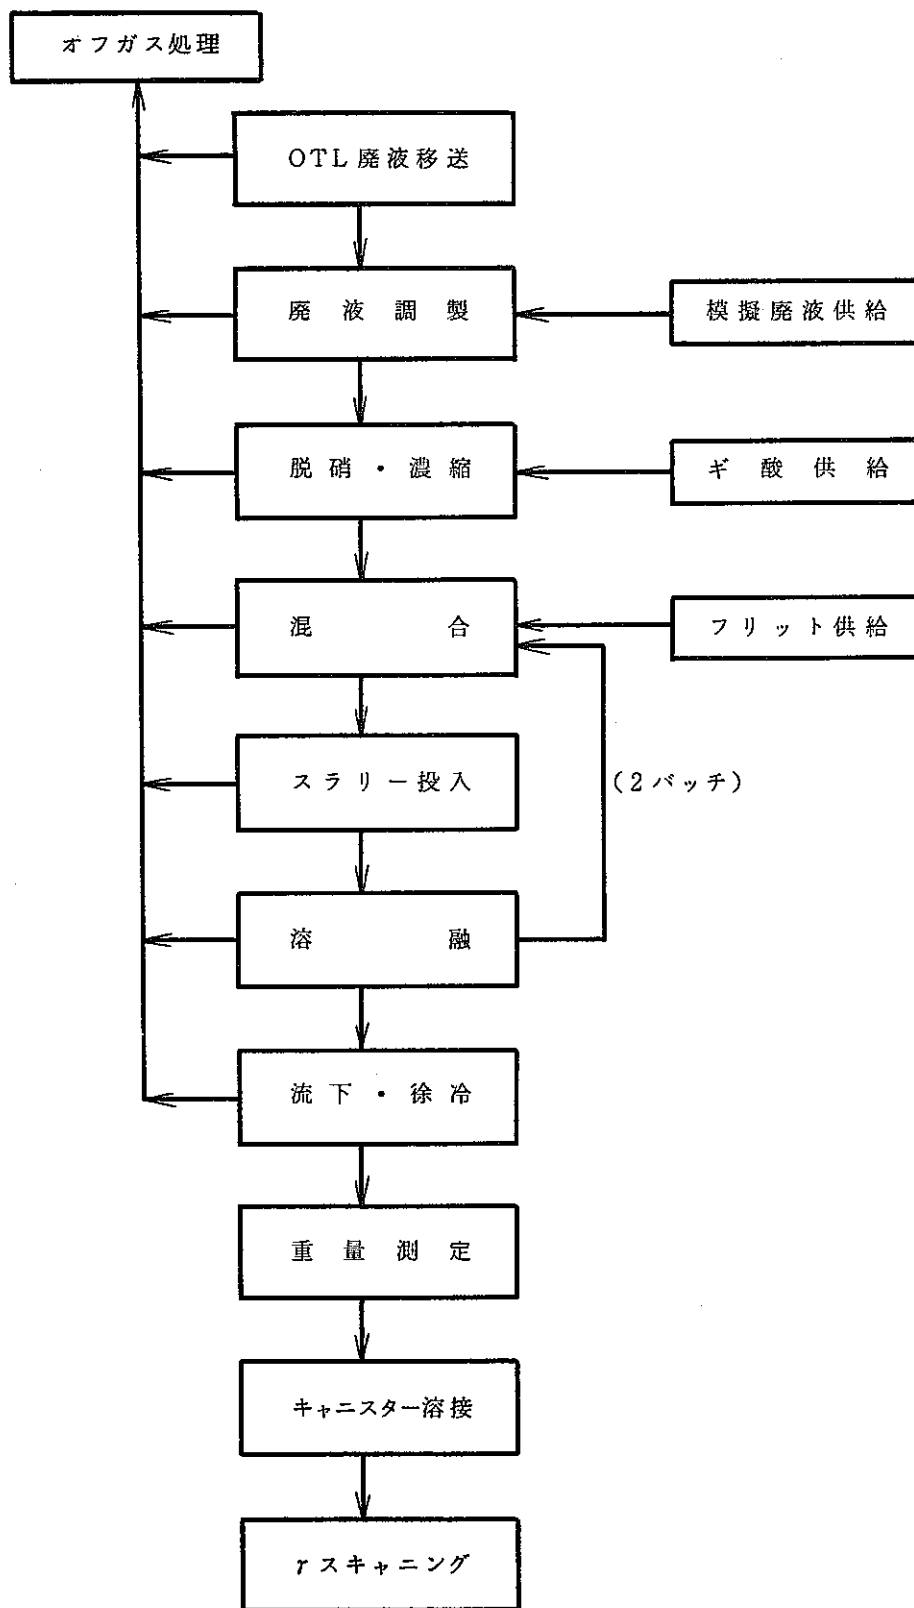 オフガス処理
OTL廃液移送
廃液調製
模擬廃液供給
脱硝・濃縮
ギ酸供給
混合
フリット供給
スラリー投入
(2バッチ)
溶融
流下・徐冷
重量測定
キャニスター溶接
γスキャニング